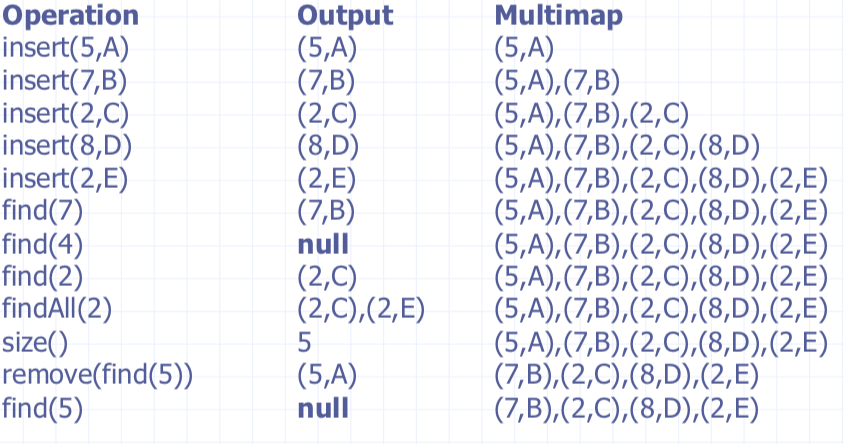 Operation Output Multimap
insert(5,A) (5,A) (5,A)
insert(7,B) (7,B) (5,A),(7,B)
insert(2,C) (2,C) (5,A),(7,B),(2,C)
insert(8,D) (8,D) (5,A),(7,B),(2,C),(8,D)
insert(2,E) (2,E) (5,A),(7,B),(2,C),(8,D),(2,E)
find(7) (7,B) (5,A),(7,B),(2,C),(8,D),(2,E)
find(4) null (5,A),(7,B),(2,C),(8,D),(2,E)
find(2) (2,C) (5,A),(7,B),(2,C),(8,D),(2,E)
findAll(2) (2,C),(2,E) (5,A),(7,B),(2,C),(8,D),(2,E)
size() 5 (5,A),(7,B),(2,C),(8,D),(2,E)
remove(find(5)) (5,A) (7,B),(2,C),(8,D),(2,E)
find(5) null (7,B),(2,C),(8,D),(2,E)